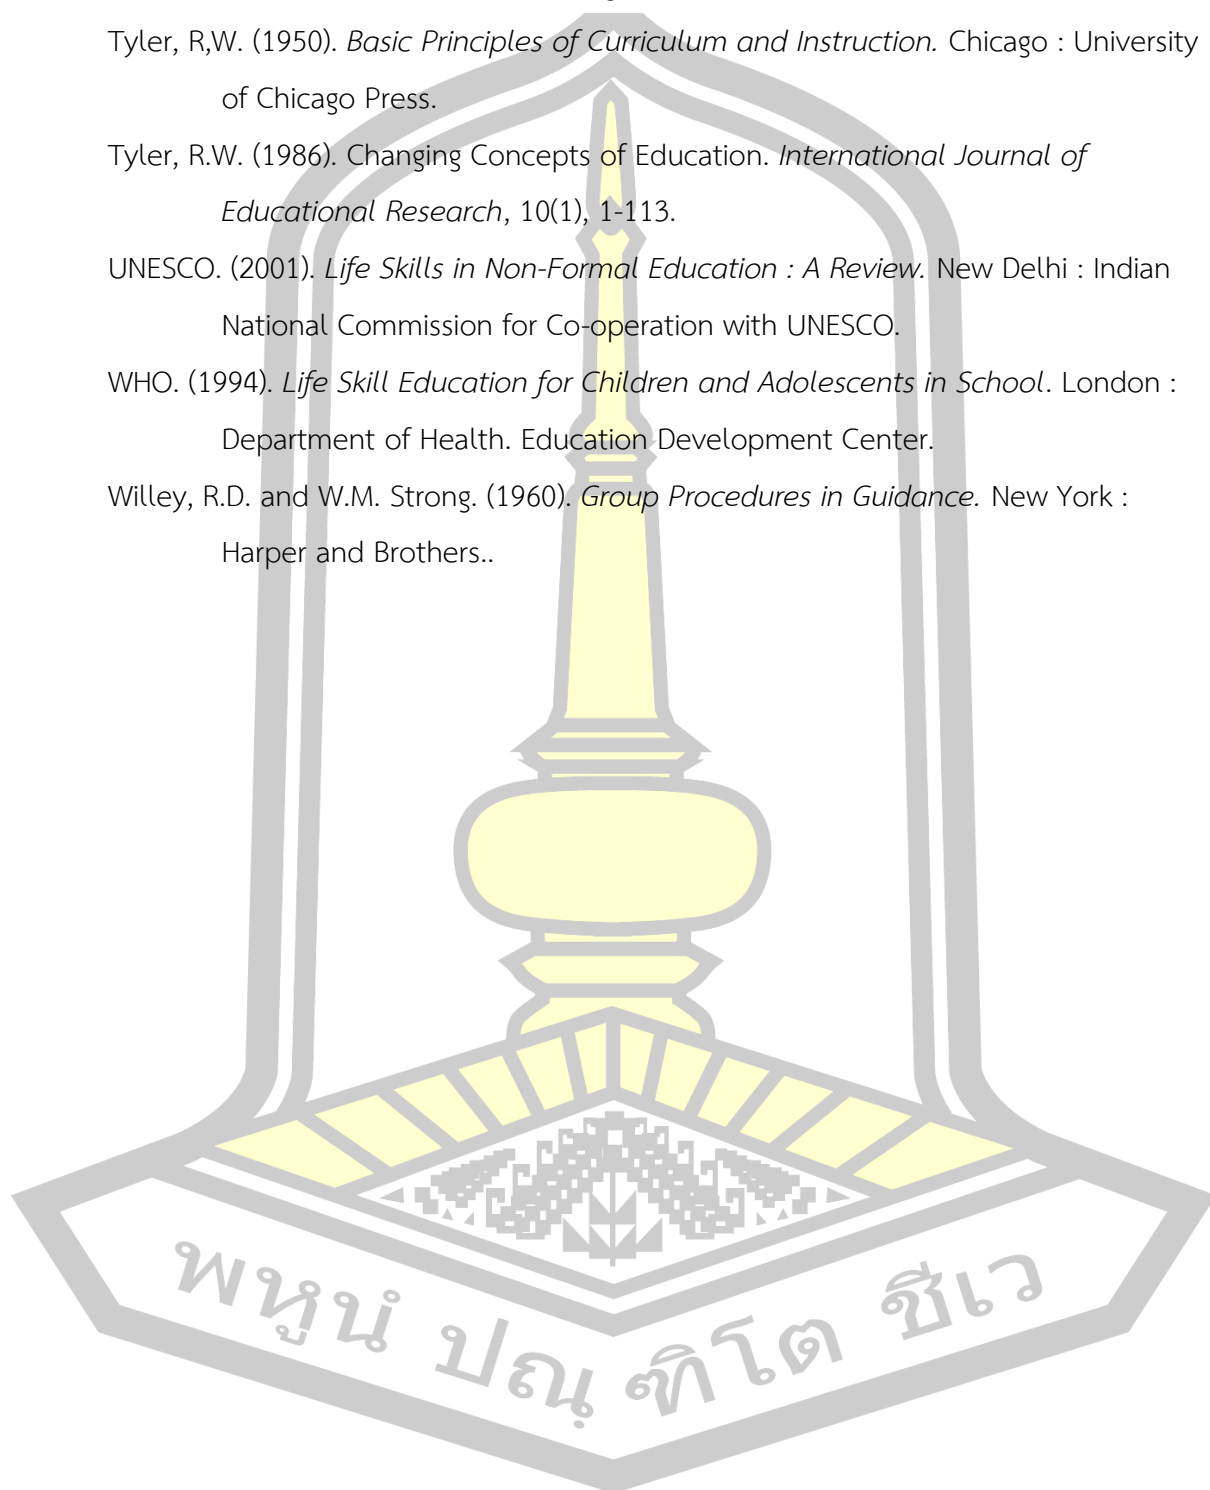 Tyler, R,W. (1950). Basic Principles of Curriculum and Instruction. Chicago : University
of Chicago Press.
Tyler, R.W. (1986). Changing Concepts of Education. International Journal of
Educational Research, 10(1), 1-113.
UNESCO. (2001). Life Skills in Non-Formal Education : A Review. New Delhi : Indian
National Commission for Co-operation with UNESCO.
WHO. (1994). Life Skill Education for Children and Adolescents in School. London :
Department of Health. Education Development Center.
Willey, R.D. and W.M. Strong. (1960). Group Procedures in Guidance. New York :
Harper and Brothers..
พหูนํ ปณฺ ฑิโต ชีเว